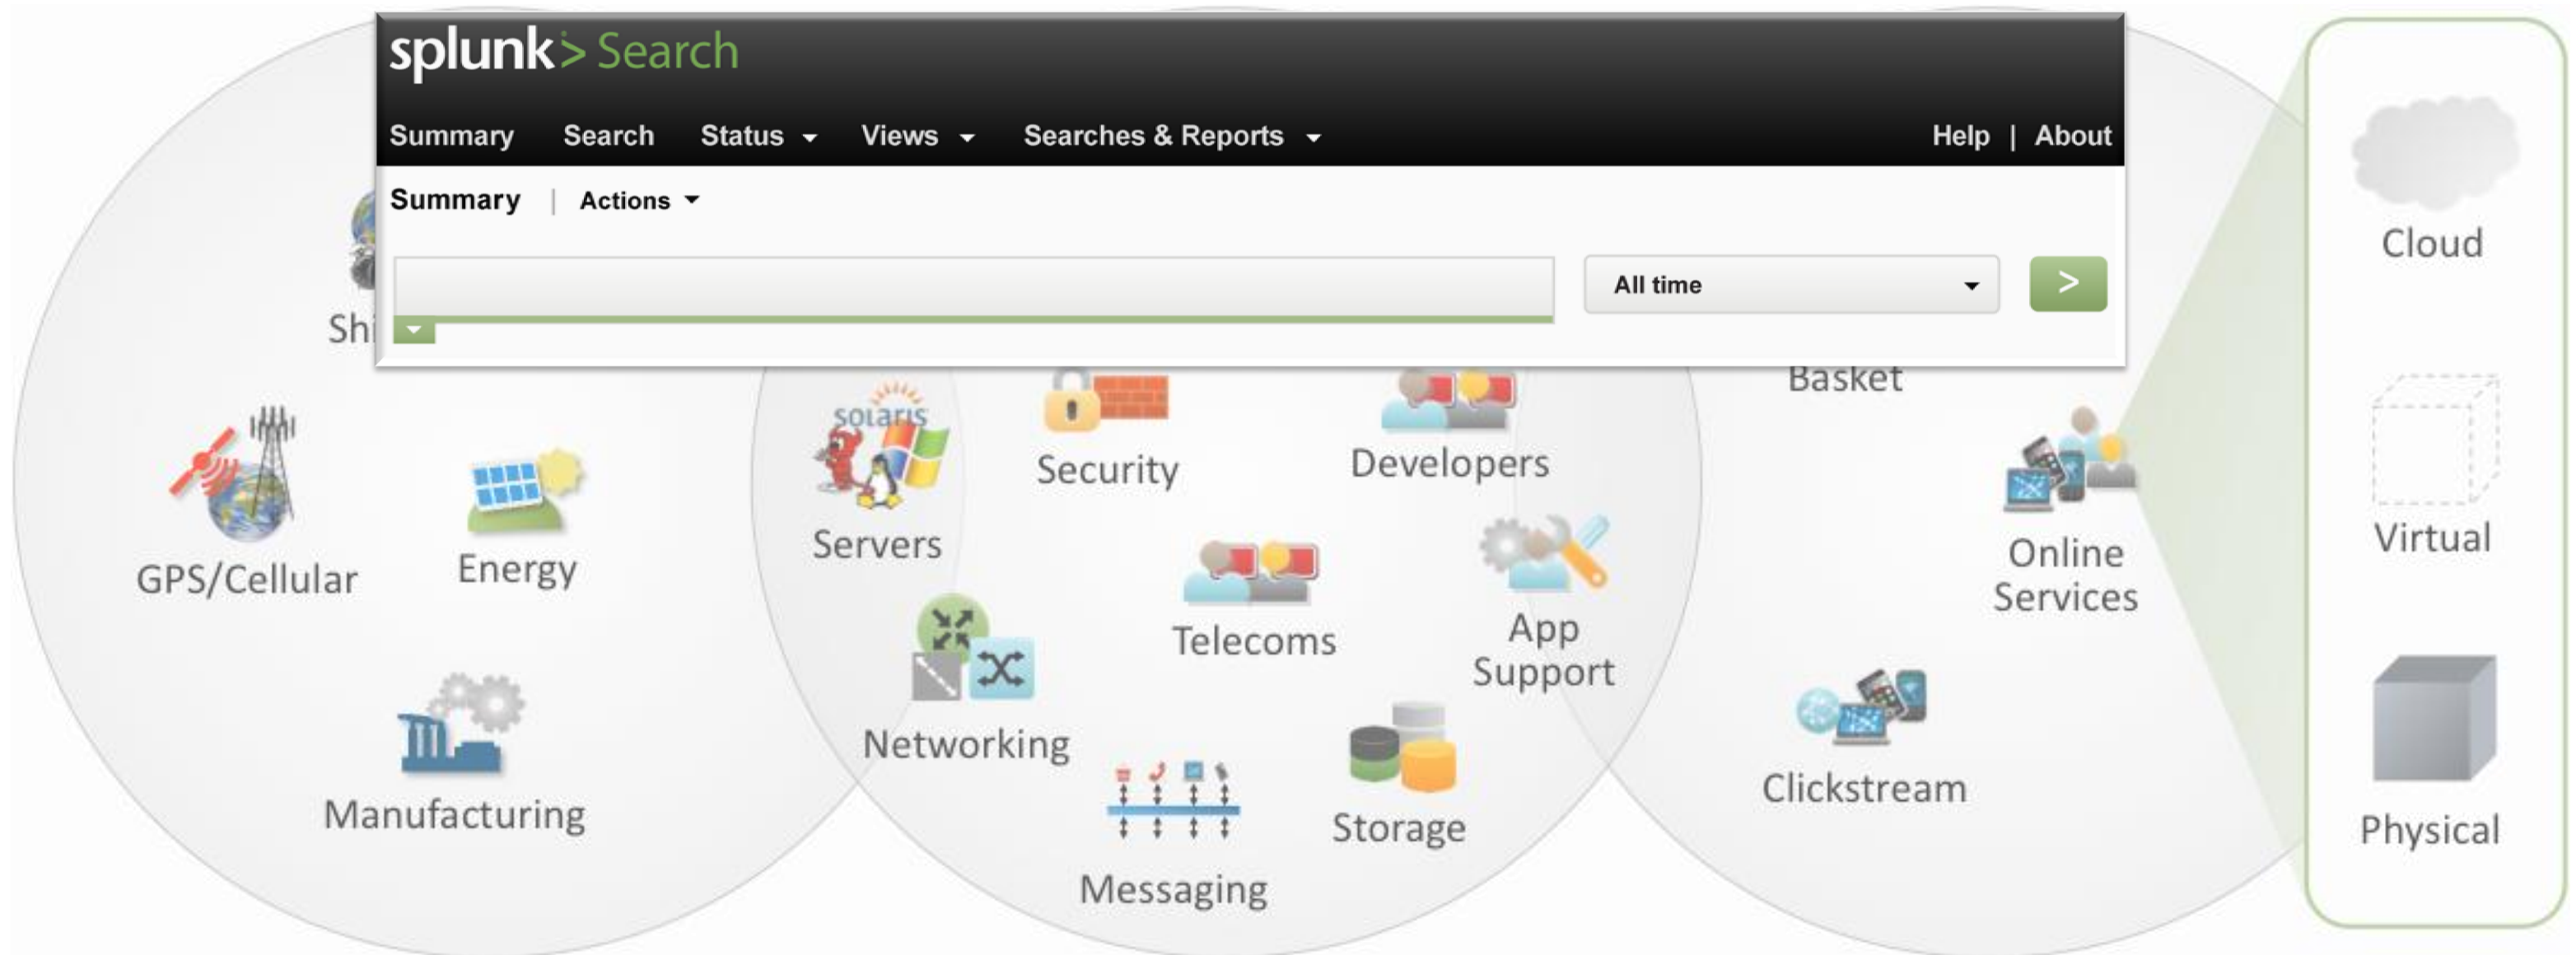 splunk> Search
Summary Search Status Views Searches & Reports Help | About
Summary | Actions
All time >
Shi
Basket
Cloud
SOLARIS
Security
Developers
Servers
GPS/Cellular
Energy
Online
Services
Virtual
Telecoms
App
Support
Networking
Manufacturing
Clickstream
Storage
Messaging
Physical